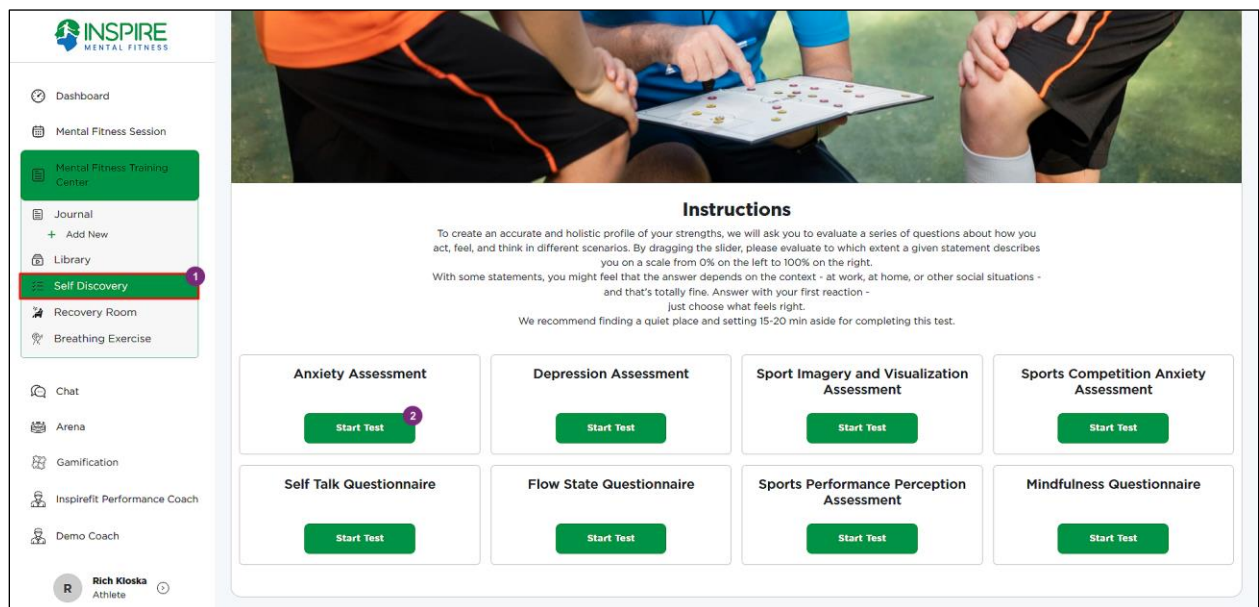 INSPIRE
MENTAL FITNESS
Dashboard
Mental Fitness Session
Mental Fitness Training
Center
Journal
+ Add New
Library
1
Self Discovery
Recovery Room
Breathing Exercise
Chat
Arena
Gamification
Inspirefit Performance Coach
Demo Coach
R
Rich Kloska
Athlete
Instructions
To create an accurate and holistic profile of your strengths, we will ask you to evaluate a series of questions about how you
act, feel, and think in different scenarios. By dragging the slider, please evaluate to which extent a given statement describes
you on a scale from 0% on the left to 100% on the right.
With some statements, you might feel that the answer depends on the context - at work, at home, or other social situations -
and that's totally fine. Answer with your first reaction -
just choose what feels right.
We recommend finding a quiet place and setting 15-20 min aside for completing this test.
Anxiety Assessment
2
Start Test
Depression Assessment
Start Test
Sport Imagery and Visualization
Assessment
Start Test
Sports Competition Anxiety
Assessment
Start Test
Self Talk Questionnaire
Start Test
Flow State Questionnaire
Start Test
Sports Performance Perception
Assessment
Start Test
Mindfulness Questionnaire
Start Test